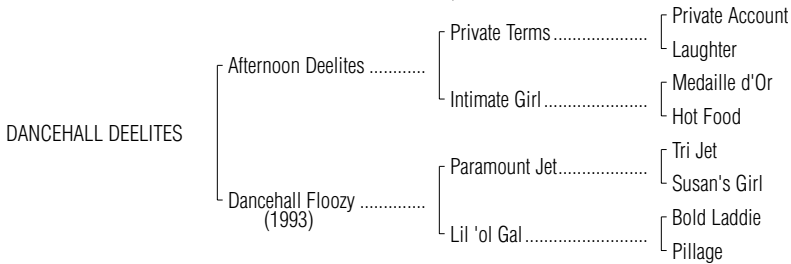 Private Account
Private Terms .....................
Laughter
Afternoon Deelites ............
Medaille d'Or
Intimate Girl .......................
Hot Food
DANCEHALL DEELITES
Tri Jet
Paramount Jet....................
Susan's Girl
Dancehall Floozy ..............
(1993)
Bold Laddie
Lil 'ol Gal ...........................
Pillage